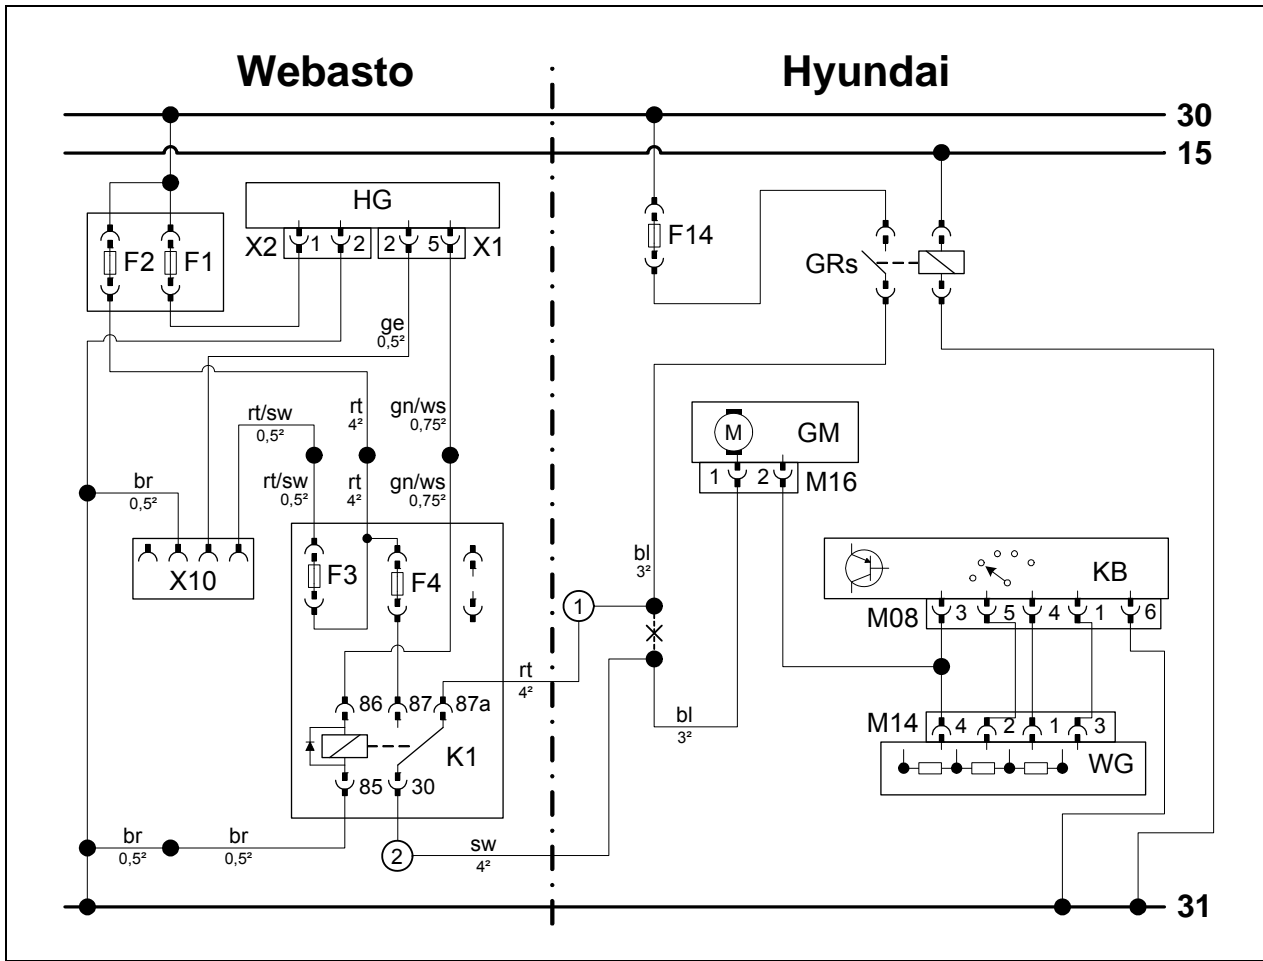 Webasto Hyundai
30
15
HG
X2 1 2 2 5 X1
F2 F1
F14
GRs
ge
0,5²
rt/sw
0,5²
rt
4²
gn/ws
0,75²
M GM
1 2 M16
rt/sw
0,5²
rt
4²
gn/ws
0,75²
br
0,5²
X10
F3 F4
bl
3²
KB
M08 3 5 4 1 6
1
rt
4²
86 87 87a
bl
3²
M14 4 2 1 3
K1
WG
85 30
br
0,5²
br
0,5²
2
sw
4²
31